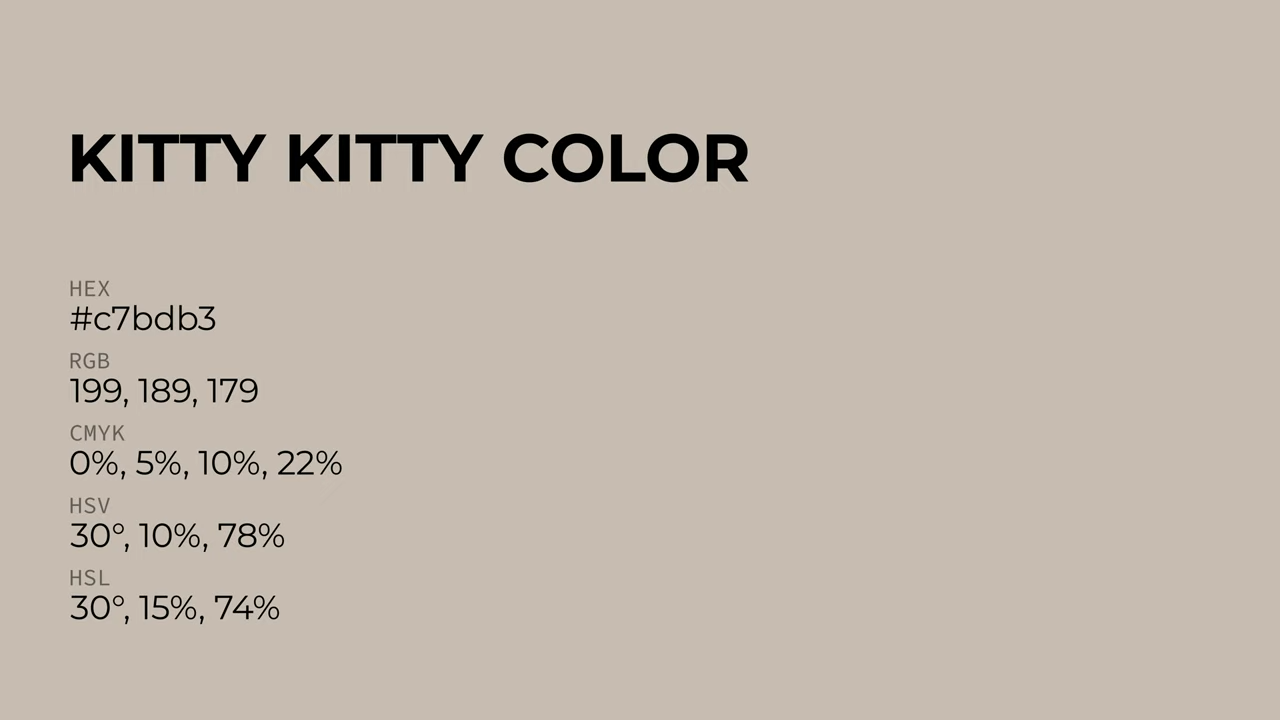 KITTY KITTY COLOR
HEX
#c7bdb3
RGB
199, 189, 179
CMYK
0%, 5%, 10%, 22%
HSV
30°, 10%, 78%
HSL
30°, 15%, 74%